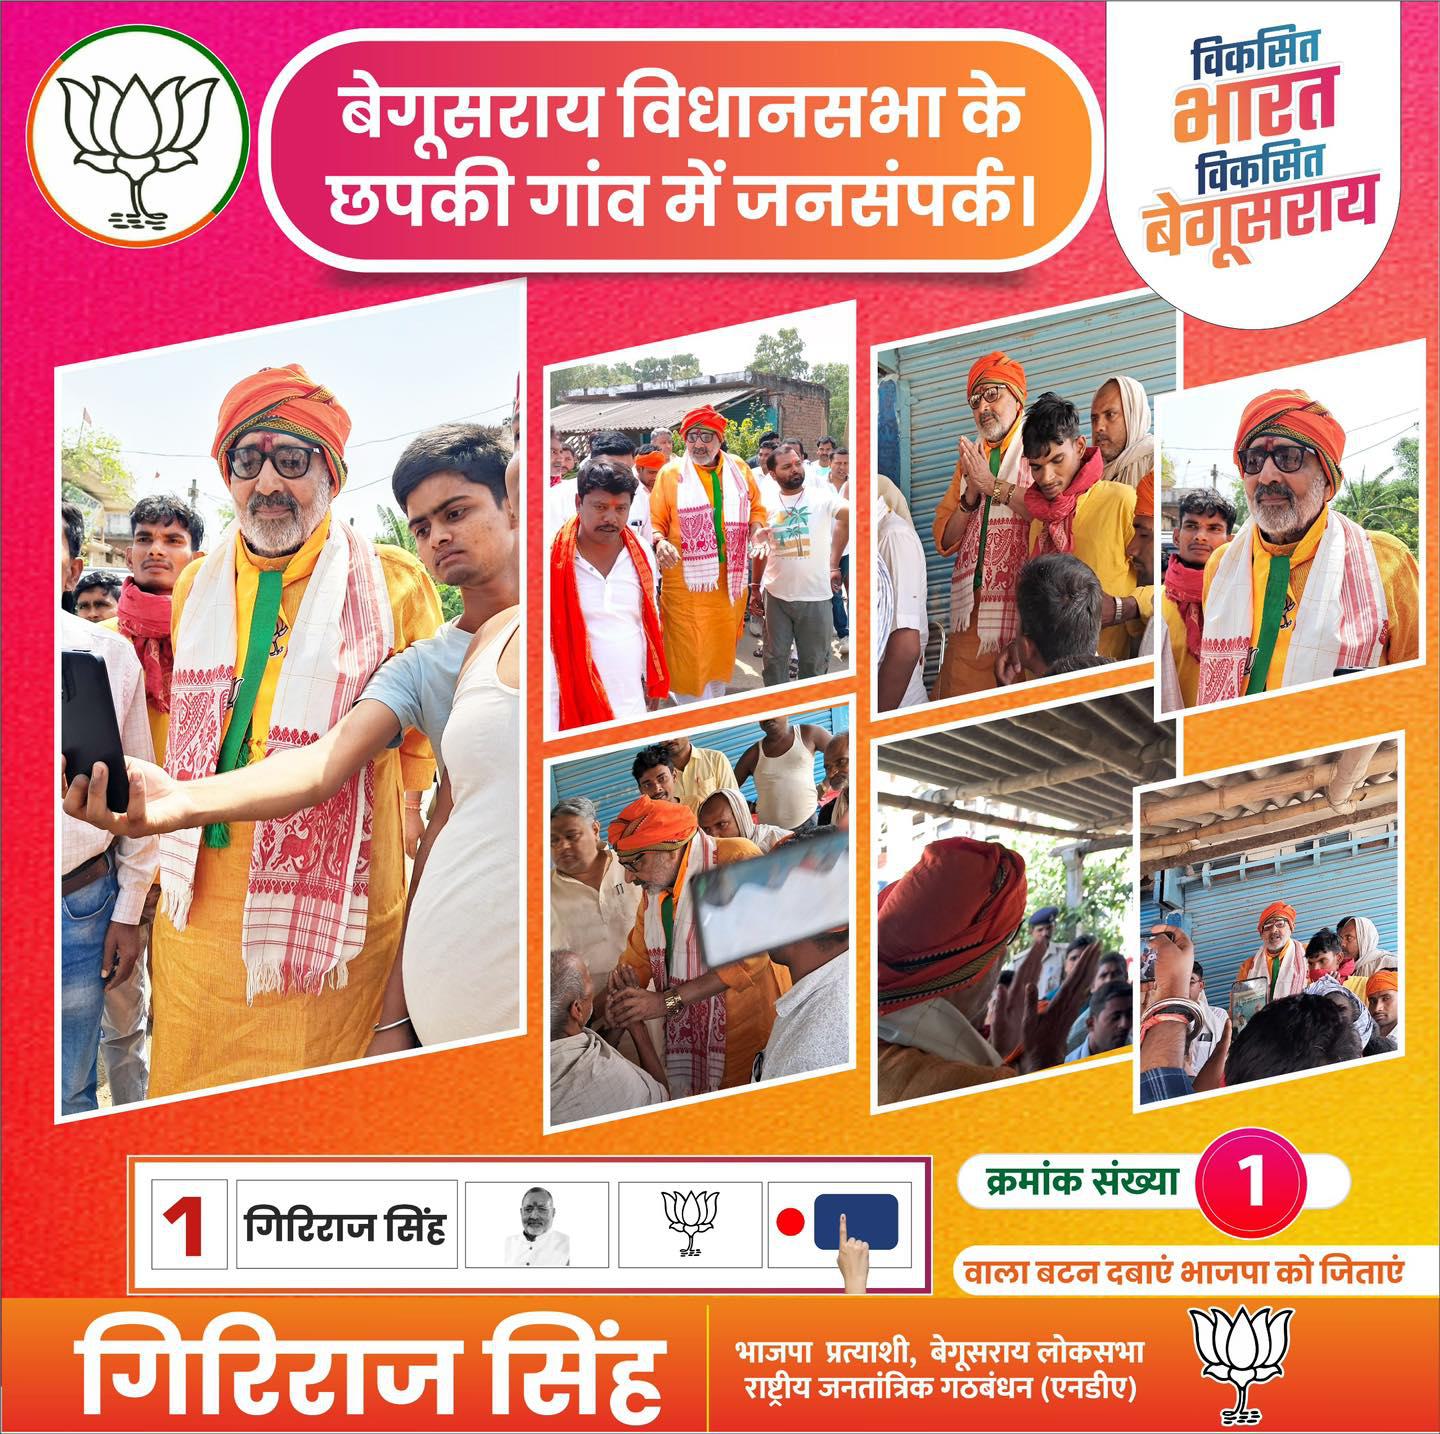 बेगूसराय विधानसभा के
छपकी गांव में जनसंपर्क।
विकसित
भारत
विकसित
बेगूसराय
1
गिरिराज सिंह
क्रमांक संख्या 1
वाला बटन दबाएं भाजपा को जिताएं
गिरिराज सिंह
भाजपा प्रत्याशी, बेगूसराय लोकसभा
राष्ट्रीय जनतांत्रिक गठबंधन (एनडीए)